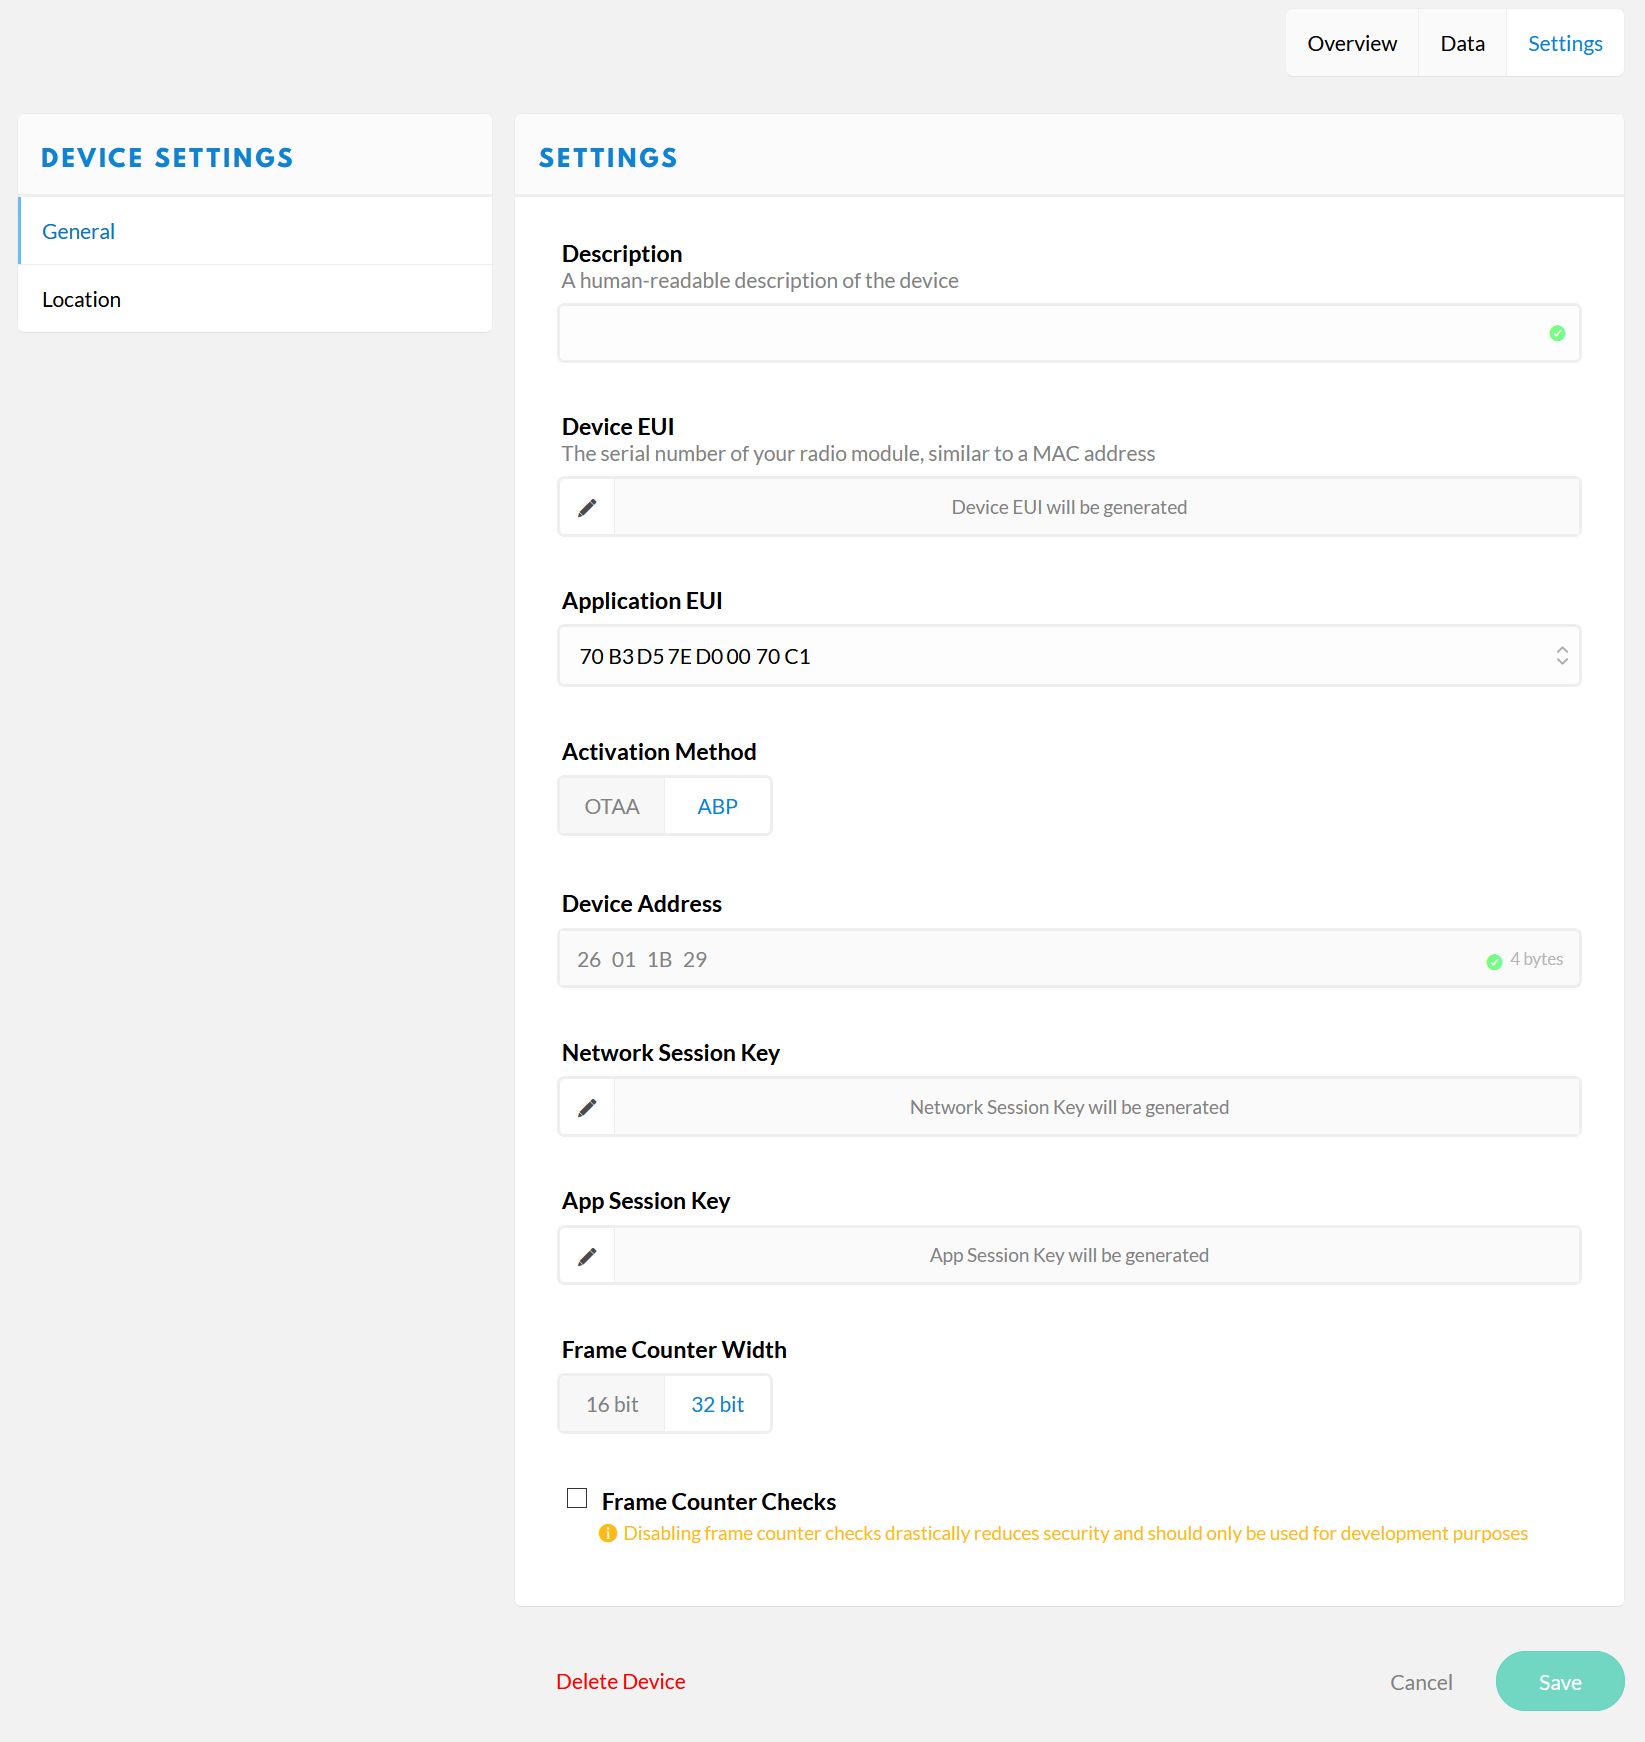 Overview Data Settings
DEVICE SETTINGS
General
Location
SETTINGS
Description
A human-readable description of the device
Device EUI
The serial number of your radio module, similar to a MAC address
Device EUI will be generated
Application EUI
70 B3 D5 7E D0 00 70 C1
Activation Method
OTAA ABP
Device Address
26 01 1B 29 4 bytes
Network Session Key
Network Session Key will be generated
App Session Key
App Session Key will be generated
Frame Counter Width
16 bit 32 bit
Frame Counter Checks
Disabling frame counter checks drastically reduces security and should only be used for development purposes
Delete Device Cancel Save